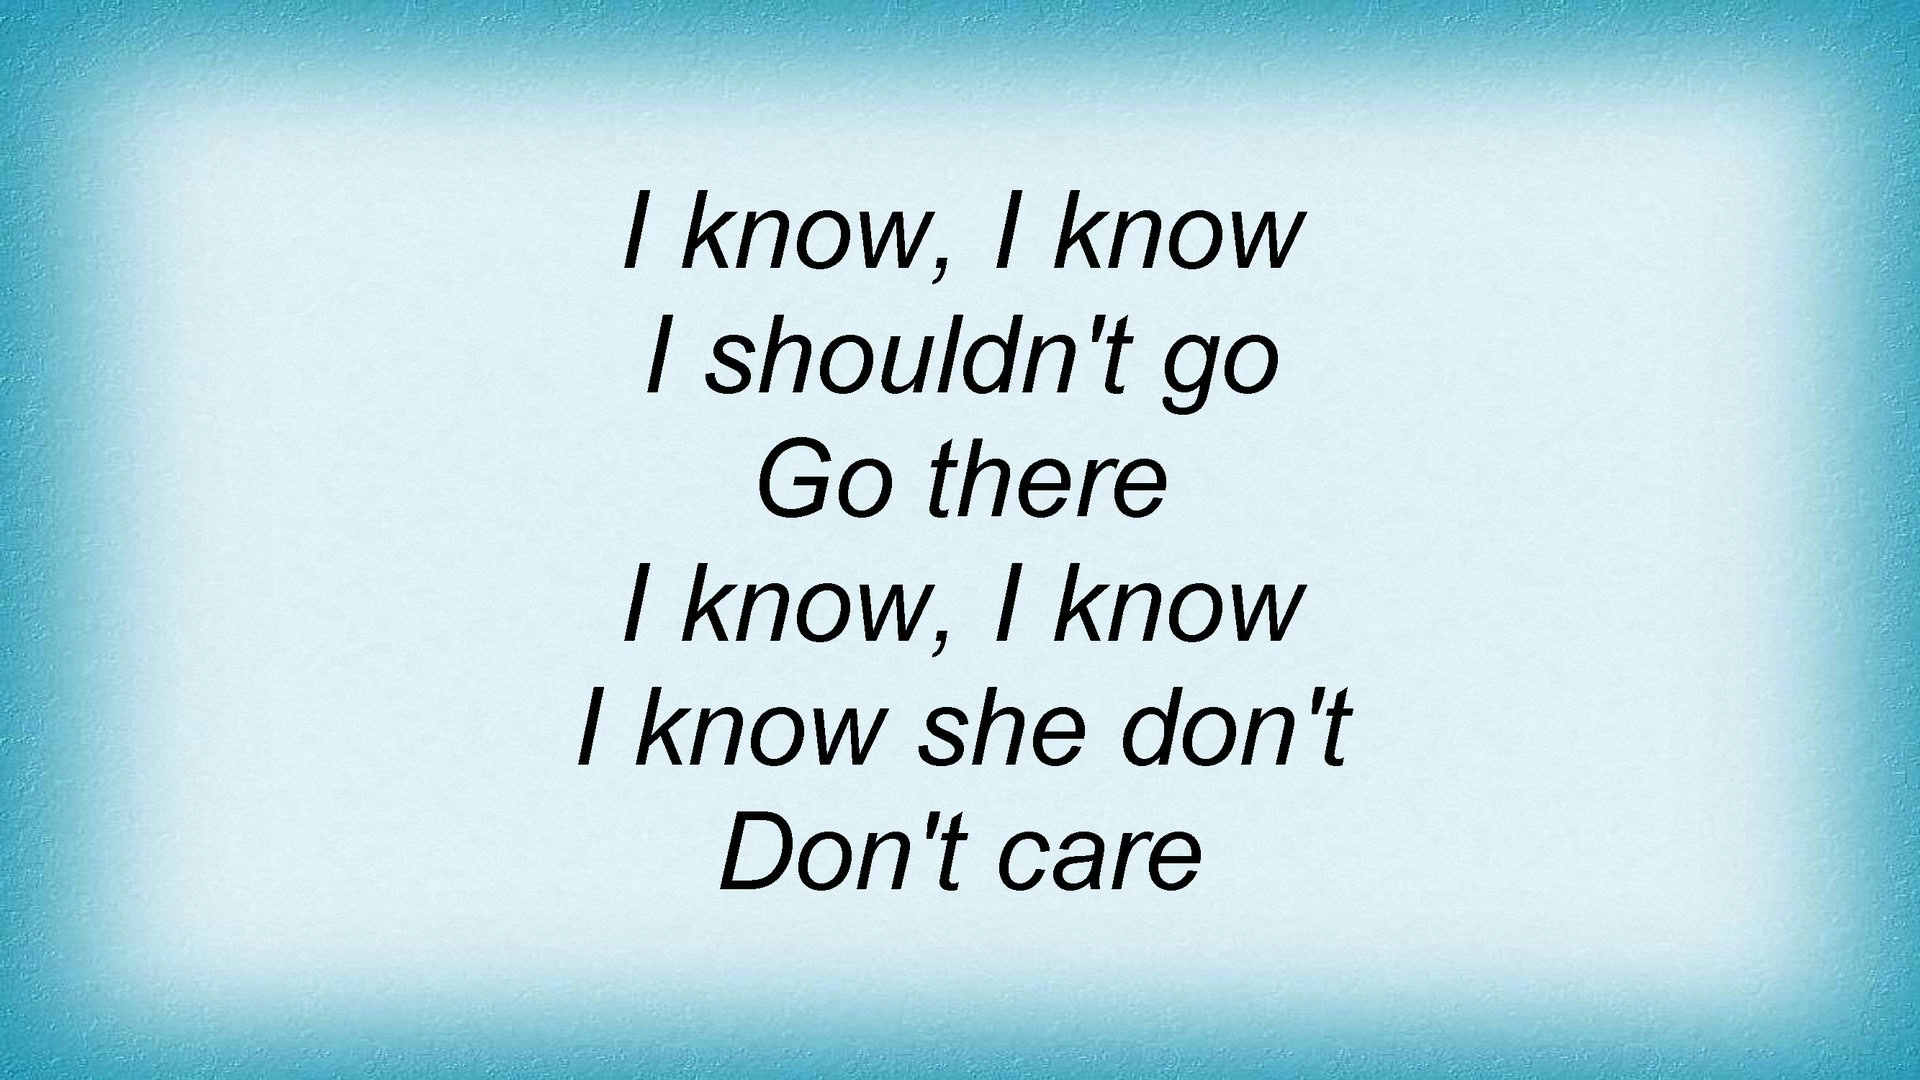 I know, I know
I shouldn't go
Go there
I know, I know
I know she don't
Don't care